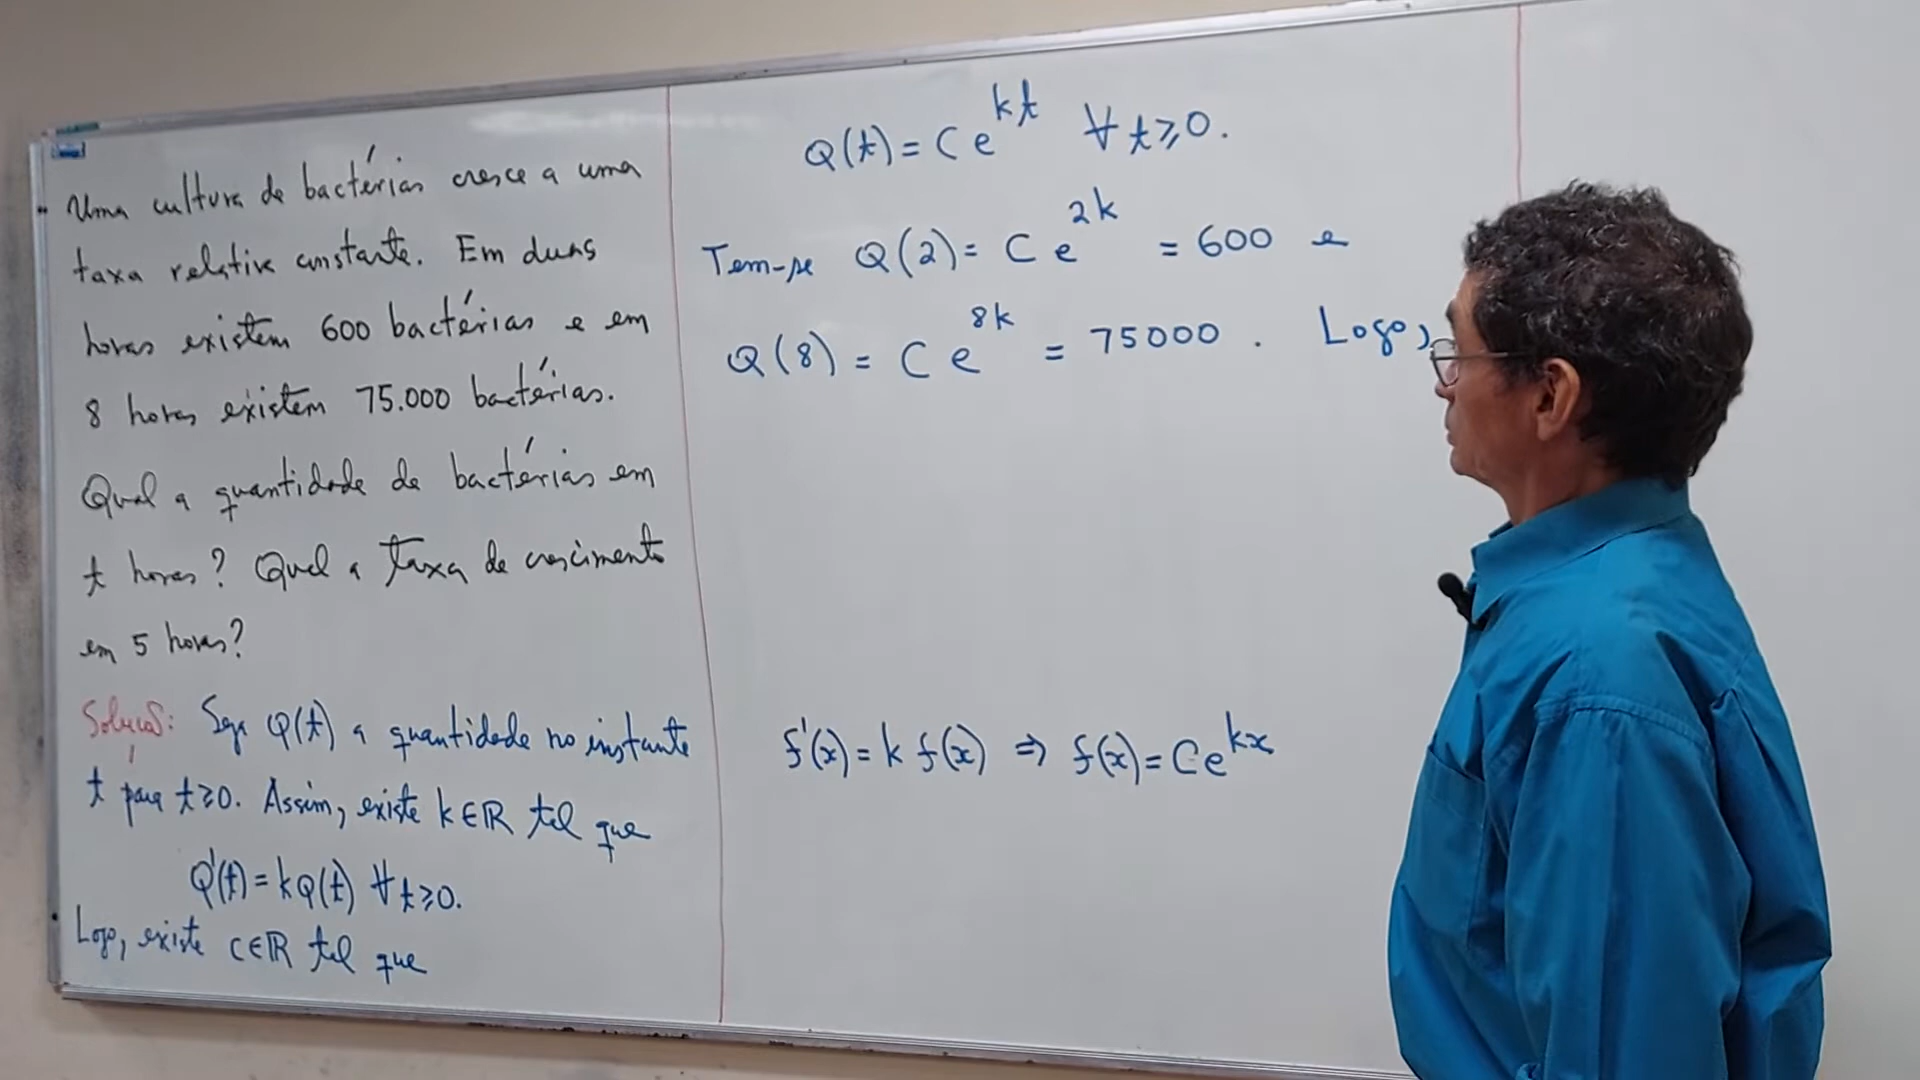 Uma cultura de bactérias cresce a uma
taxa relativa constante. Em duas
horas existem 600 bactérias e em
8 horas existem 75.000 bactérias.
Qual a quantidade de bactérias em
t horas? Qual a taxa de crescimento
em 5 horas?
Solução: Seja Q(t) a quantidade no instante
t para t≥0. Assim, existe k∈ℝ tal que
Q'(t) = kQ(t) ∀ t≥0.
Logo, existe C∈ℝ tal que
Q(t) = C e^{kt} ∀ t≥0.
Tem-se Q(2) = C e^{2k} = 600 e
Q(8) = C e^{8k} = 75000. Logo,
f'(x) = k f(x) ⇒ f(x) = Ce^{kx}